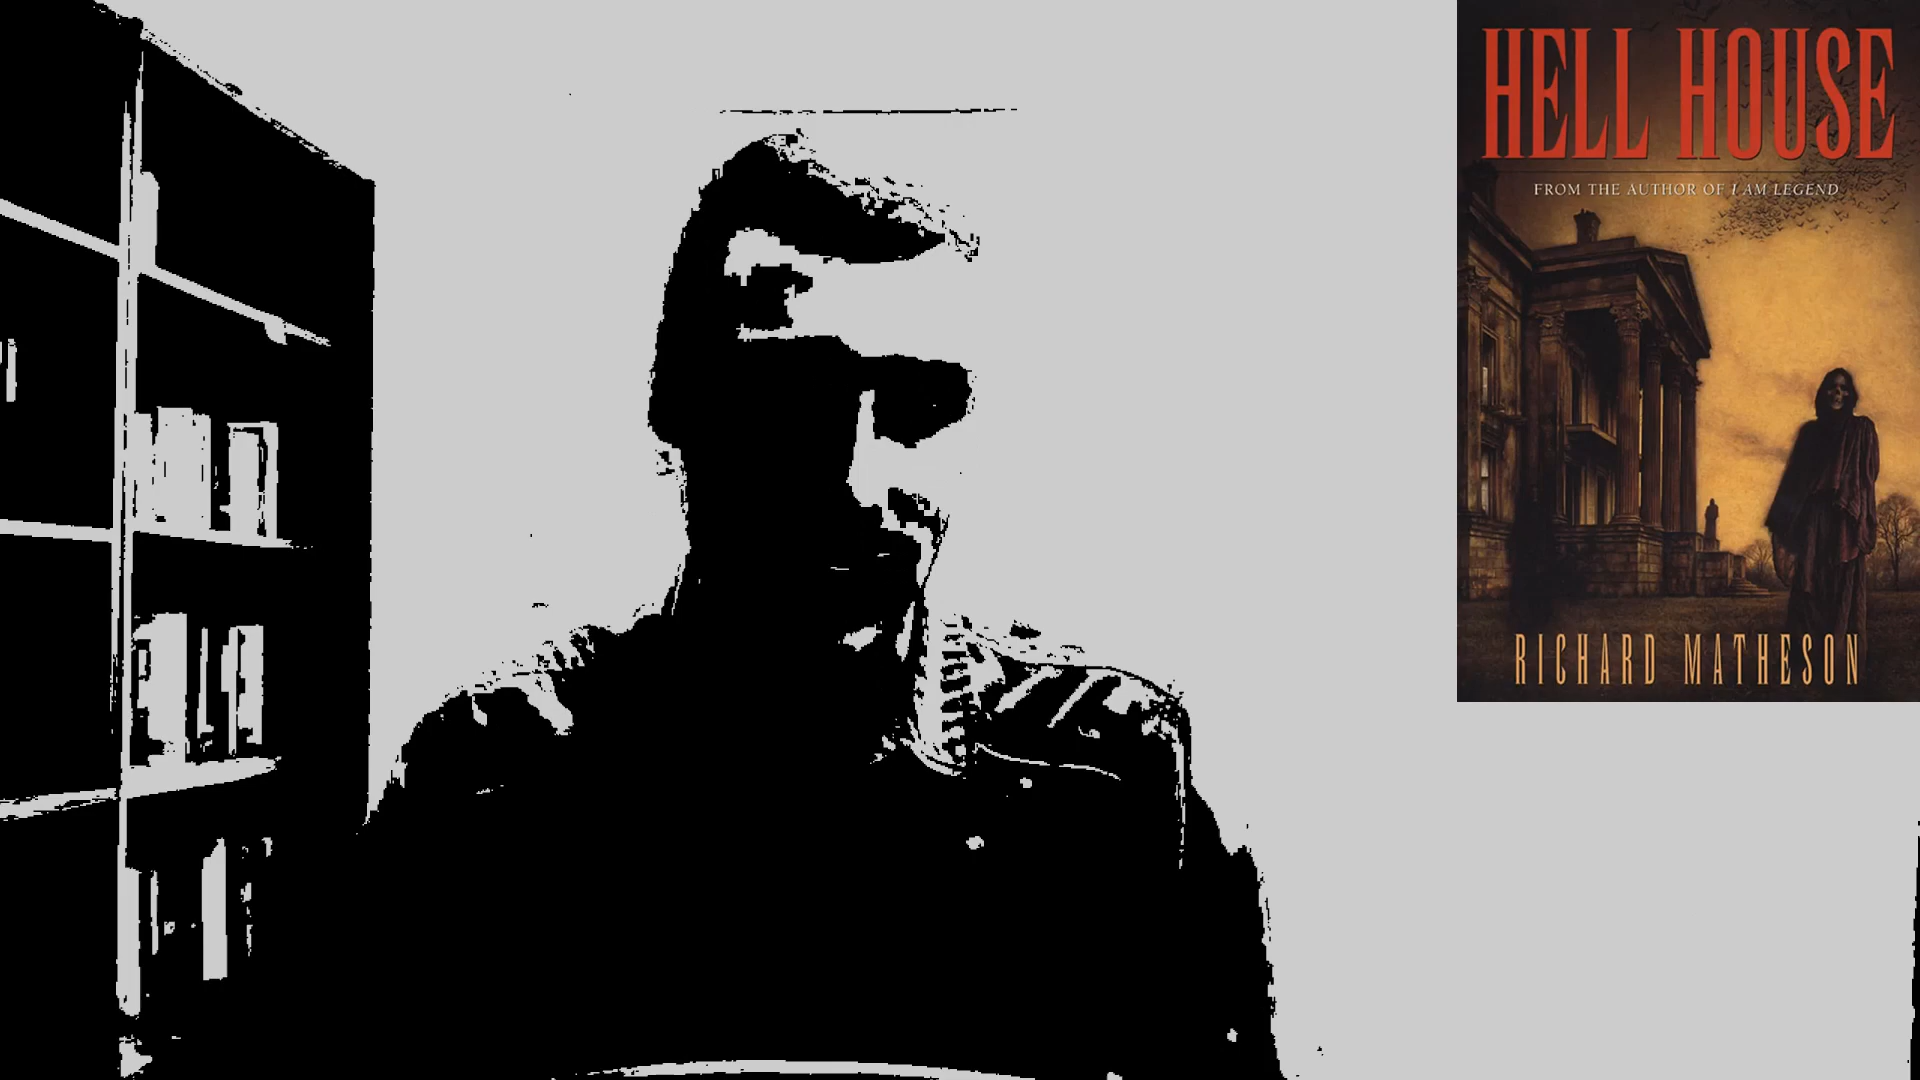 HELL HOUSE
FROM THE AUTHOR OF I AM LEGEND
RICHARD MATHESON